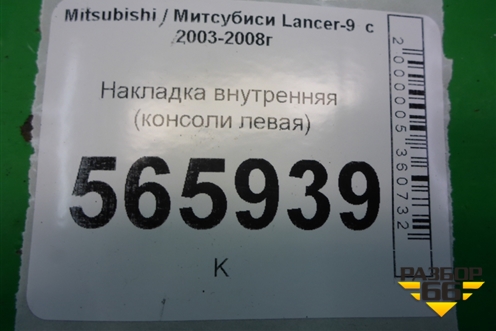 Mitsubishi / Митсубиси Lancer-9 с
2003-2008г
Накладка внутренняя
(консоли левая)
565939
К
2000005360732
РАЗБОР
66